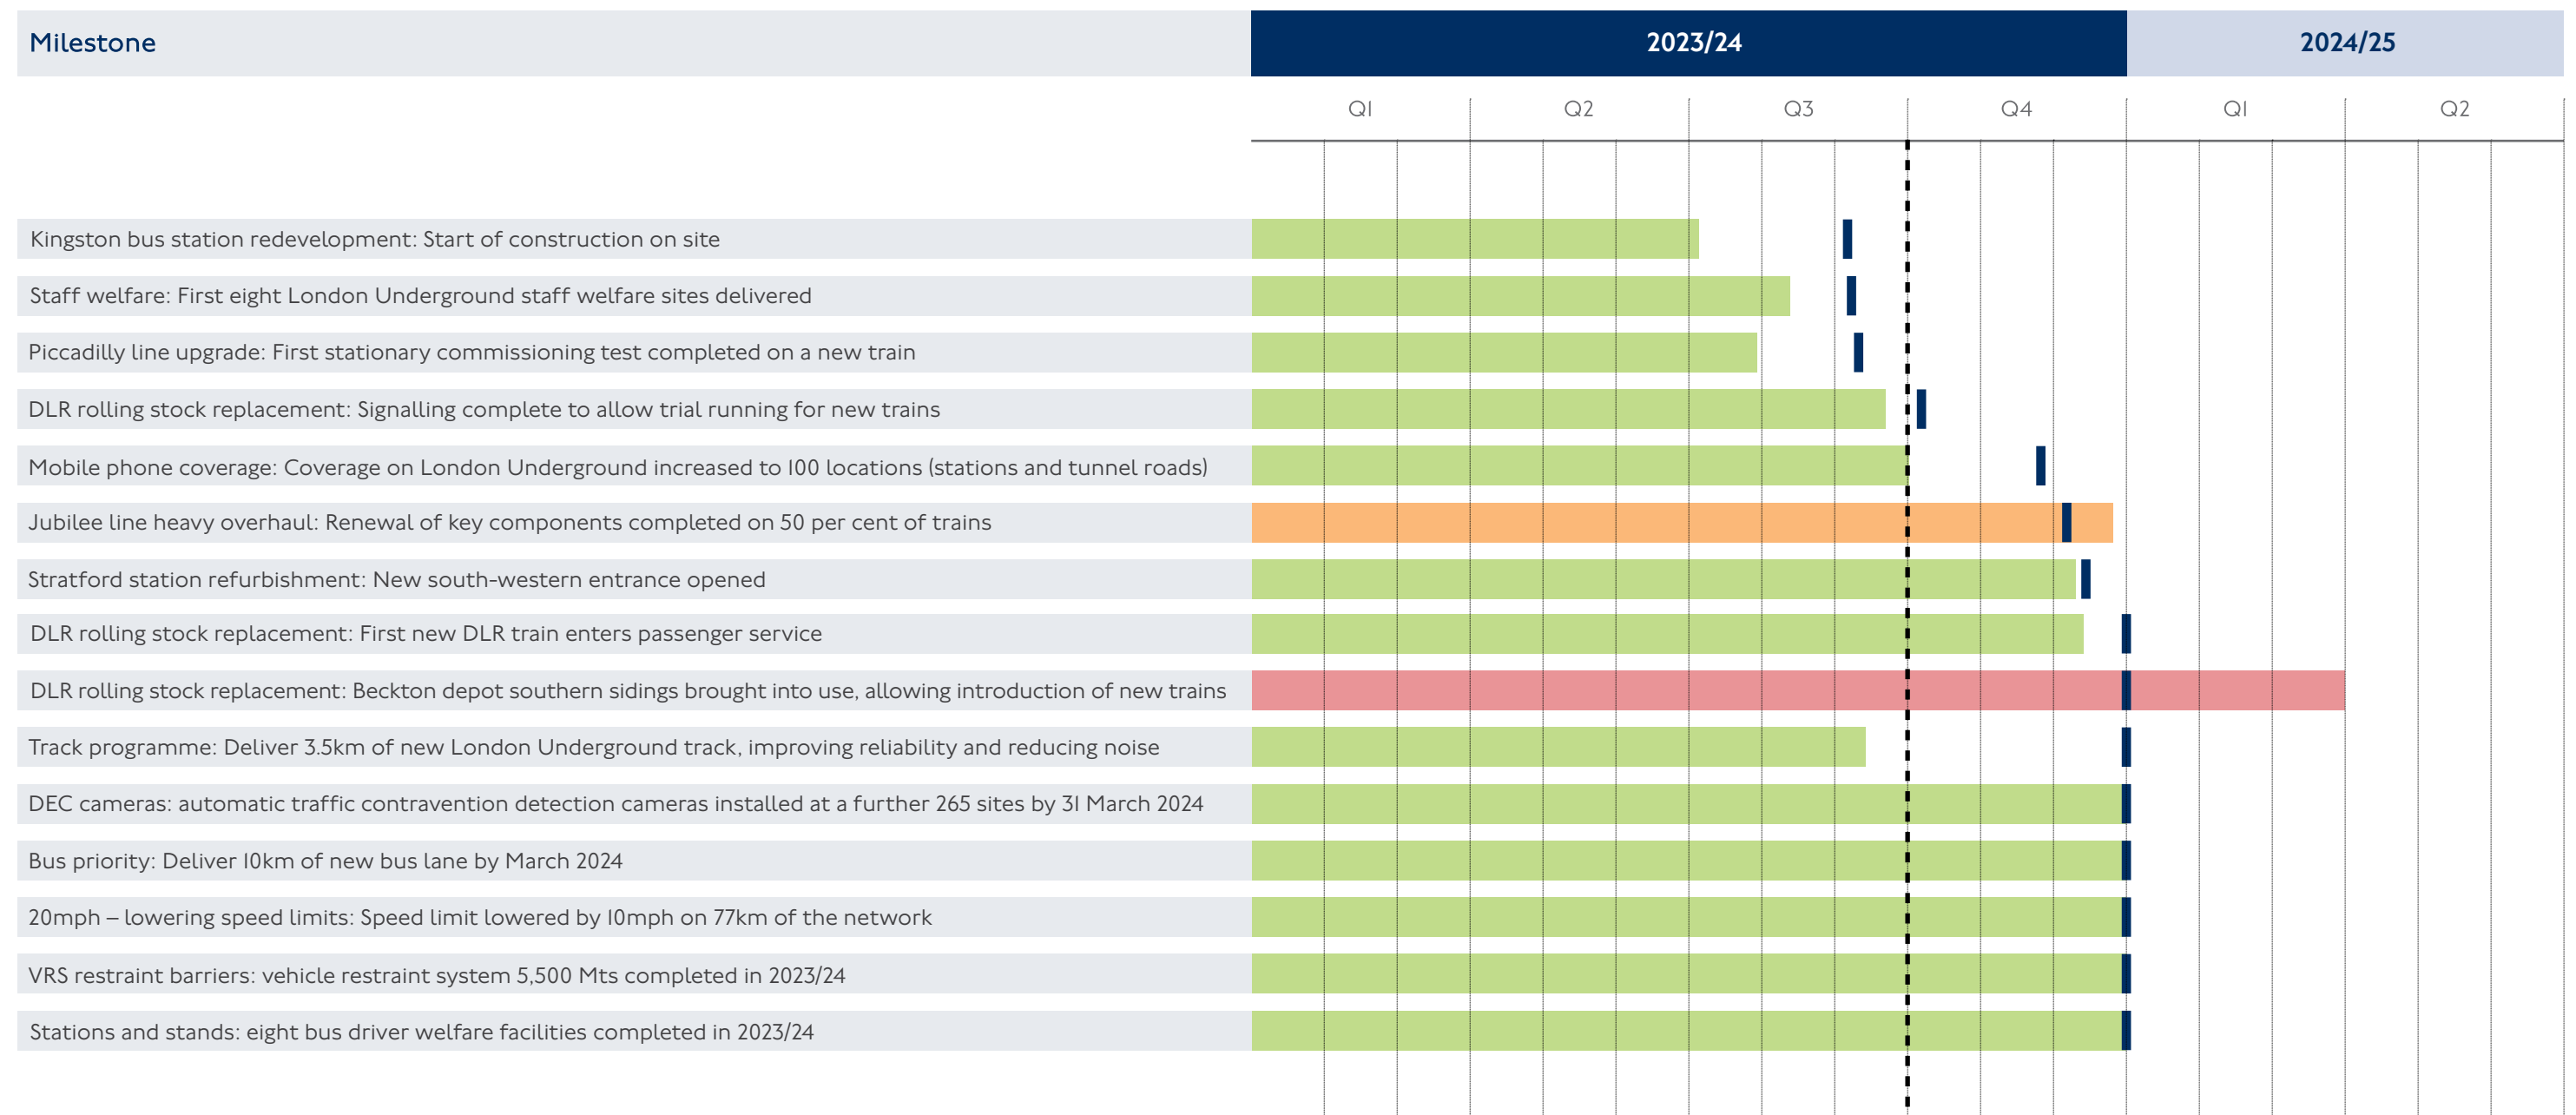 Milestone 2023/24 2024/25
Q1 Q2 Q3 Q4 Q1 Q2
Kingston bus station redevelopment: Start of construction on site
Staff welfare: First eight London Underground staff welfare sites delivered
Piccadilly line upgrade: First stationary commissioning test completed on a new train
DLR rolling stock replacement: Signalling complete to allow trial running for new trains
Mobile phone coverage: Coverage on London Underground increased to 100 locations (stations and tunnel roads)
Jubilee line heavy overhaul: Renewal of key components completed on 50 per cent of trains
Stratford station refurbishment: New south-western entrance opened
DLR rolling stock replacement: First new DLR train enters passenger service
DLR rolling stock replacement: Beckton depot southern sidings brought into use, allowing introduction of new trains
Track programme: Deliver 3.5km of new London Underground track, improving reliability and reducing noise
DEC cameras: automatic traffic contravention detection cameras installed at a further 265 sites by 31 March 2024
Bus priority: Deliver 10km of new bus lane by March 2024
20mph – lowering speed limits: Speed limit lowered by 10mph on 77km of the network
VRS restraint barriers: vehicle restraint system 5,500 Mts completed in 2023/24
Stations and stands: eight bus driver welfare facilities completed in 2023/24